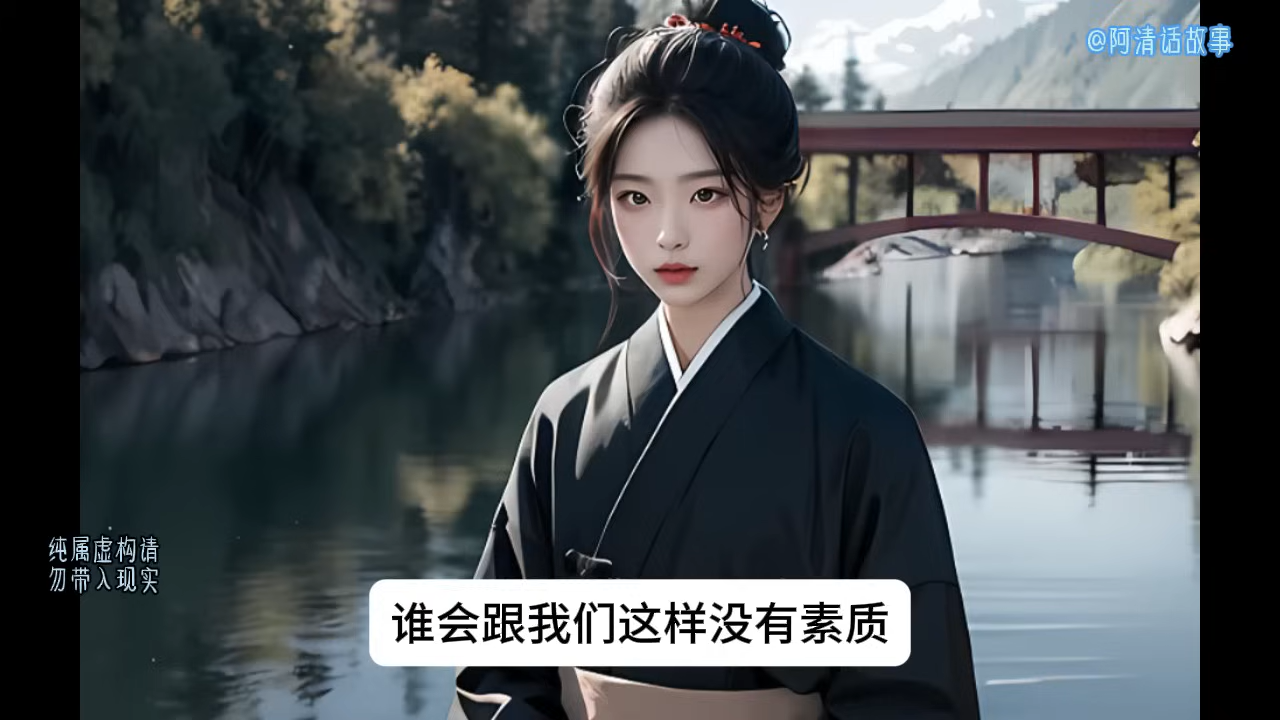 @阿清话故事
纯属虚构请
勿带入现实
谁会跟我们这样没有素质